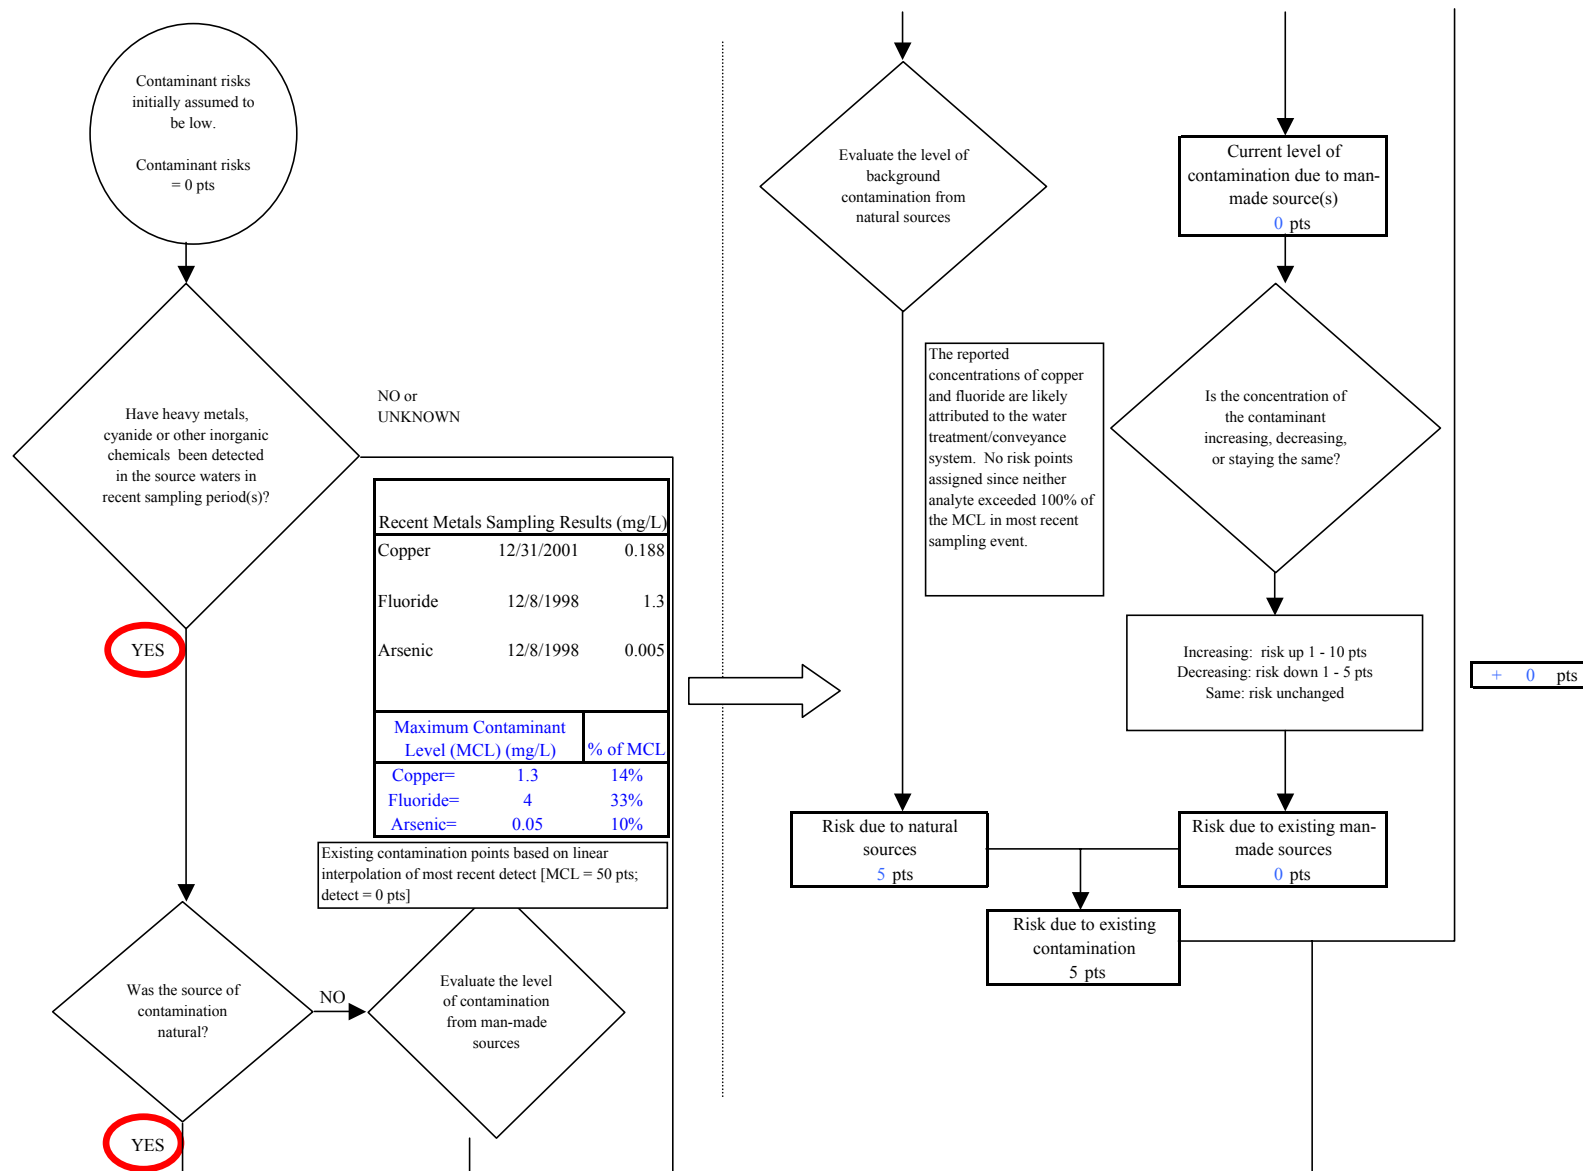 Contaminant risks
initially assumed to
be low.
Contaminant risks
= 0 pts
Have heavy metals,
cyanide or other inorganic
chemicals been detected
in the source waters in
recent sampling period(s)?
NO or
UNKNOWN
YES
Recent Metals Sampling Results (mg/L)
Copper 12/31/2001 0.188
Fluoride 12/8/1998 1.3
Arsenic 12/8/1998 0.005
Maximum Contaminant
Level (MCL) (mg/L) % of MCL
Copper= 1.3 14%
Fluoride= 4 33%
Arsenic= 0.05 10%
Existing contamination points based on linear
interpolation of most recent detect [MCL = 50 pts;
detect = 0 pts]
Was the source of
contamination
natural?
NO
Evaluate the level
of contamination
from man-made
sources
YES
Evaluate the level of
background
contamination from
natural sources
The reported
concentrations of copper
and fluoride are likely
attributed to the water
treatment/conveyance
system. No risk points
assigned since neither
analyte exceeded 100% of
the MCL in most recent
sampling event.
Current level of
contamination due to man-
made source(s)
0 pts
Is the concentration of
the contaminant
increasing, decreasing,
or staying the same?
Increasing: risk up 1 - 10 pts
Decreasing: risk down 1 - 5 pts
Same: risk unchanged
+ 0 pts
Risk due to natural
sources
5 pts
Risk due to existing man-
made sources
0 pts
Risk due to existing
contamination
5 pts